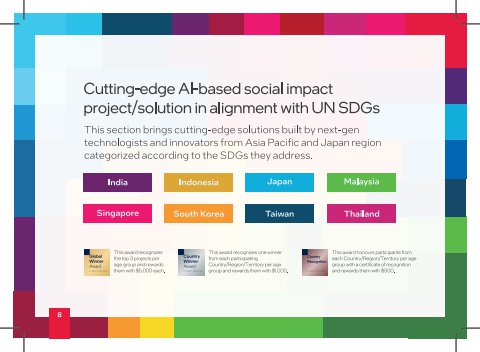 Cutting-edge AI-based social impact
project/solution in alignment with UN SDGs
This section brings cutting-edge solutions built by next-gen
technologists and innovators from Asia Pacific and Japan region
categorized according to the SDGs they address.
India
Indonesia
Japan
Malaysia
Singapore
South Korea
Taiwan
Thailand
Global
Winner
Award
This award recognizes
the top 3 projects per
age group and rewards
them with $5,000 each.
Country
Winner
Award
This award recognizes one winner
from each participating
Country/Region/Territory per age
group and rewards them with $1,000.
Country
Recognition
This award honours participants from
each Country/Region/Territory per age
group with a certificate of recognition
and rewards them with $500.
8